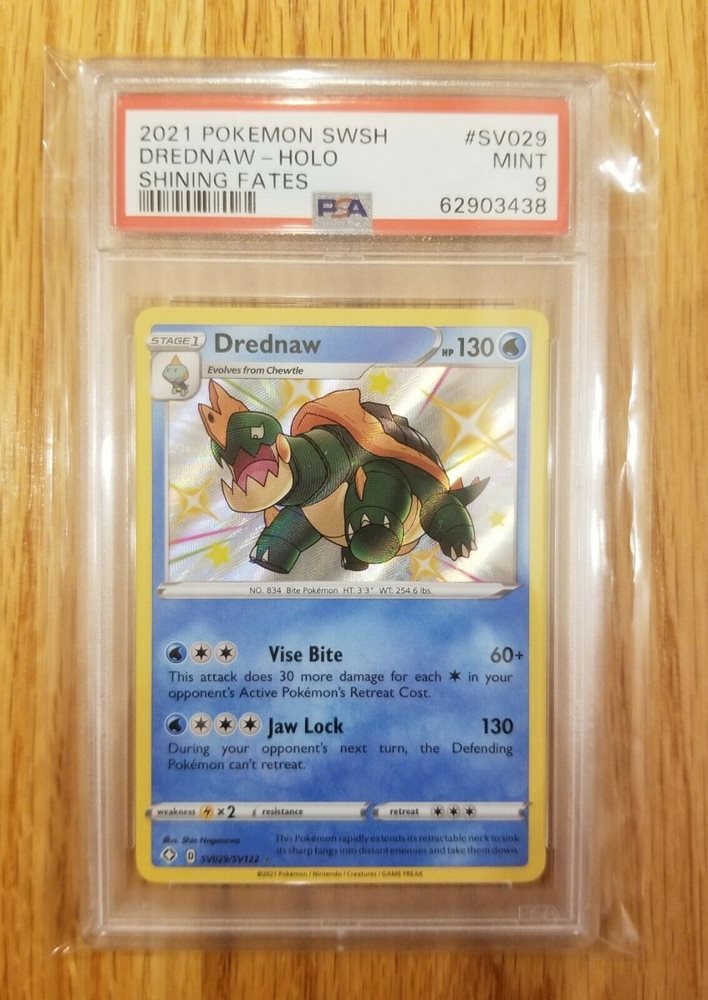 2021 POKEMON SWSH #SV029
DREDNAW - HOLO MINT
SHINING FATES 9
PSA 62903438
STAGE 1 Drednaw HP 130
Evolves from Chewtle
NO. 834 Bite Pokémon HT: 3'3" WT: 254.6 lbs.
Vise Bite 60+
This attack does 30 more damage for each in your
opponent's Active Pokémon's Retreat Cost.
Jaw Lock 130
During your opponent's next turn, the Defending
Pokémon can't retreat.
weakness ×2 resistance retreat
Illus. Shin Nagasawa
This Pokémon rapidly extends its retractable neck to sink
its sharp fangs into distant enemies and take them down.
D SV029/SV122
©2021 Pokémon / Nintendo / Creatures / GAME FREAK
PSA